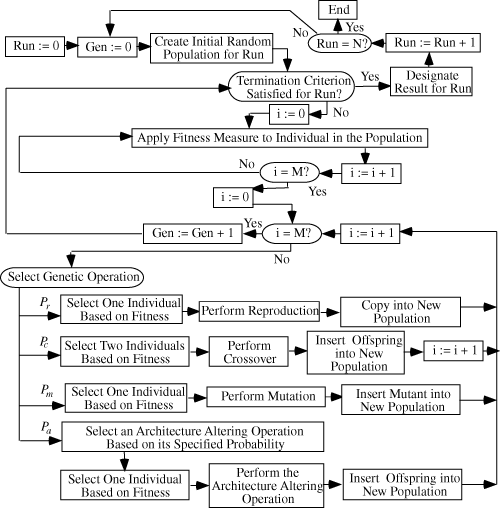 End
Yes
No
Run = N?
Run := Run + 1
Run := 0
Gen := 0
Create Initial Random
Population for Run
Termination Criterion
Satisfied for Run?
Yes
Designate
Result for Run
i := 0
No
Apply Fitness Measure to Individual in the Population
No
i = M?
i := i + 1
i := 0
Yes
Gen := Gen + 1
Yes
i = M?
i := i + 1
No
Select Genetic Operation
Pr
Select One Individual
Based on Fitness
Perform Reproduction
Copy into New
Population
Pc
Select Two Individuals
Based on Fitness
Perform
Crossover
Insert Offspring
into New
Population
i := i + 1
Pm
Select One Individual
Based on Fitness
Perform Mutation
Insert Mutant into
New Population
Pa
Select an Architecture Altering Operation
Based on its Specified Probability
Select One Individual
Based on Fitness
Perform the
Architecture Altering
Operation
Insert Offspring into
New Population